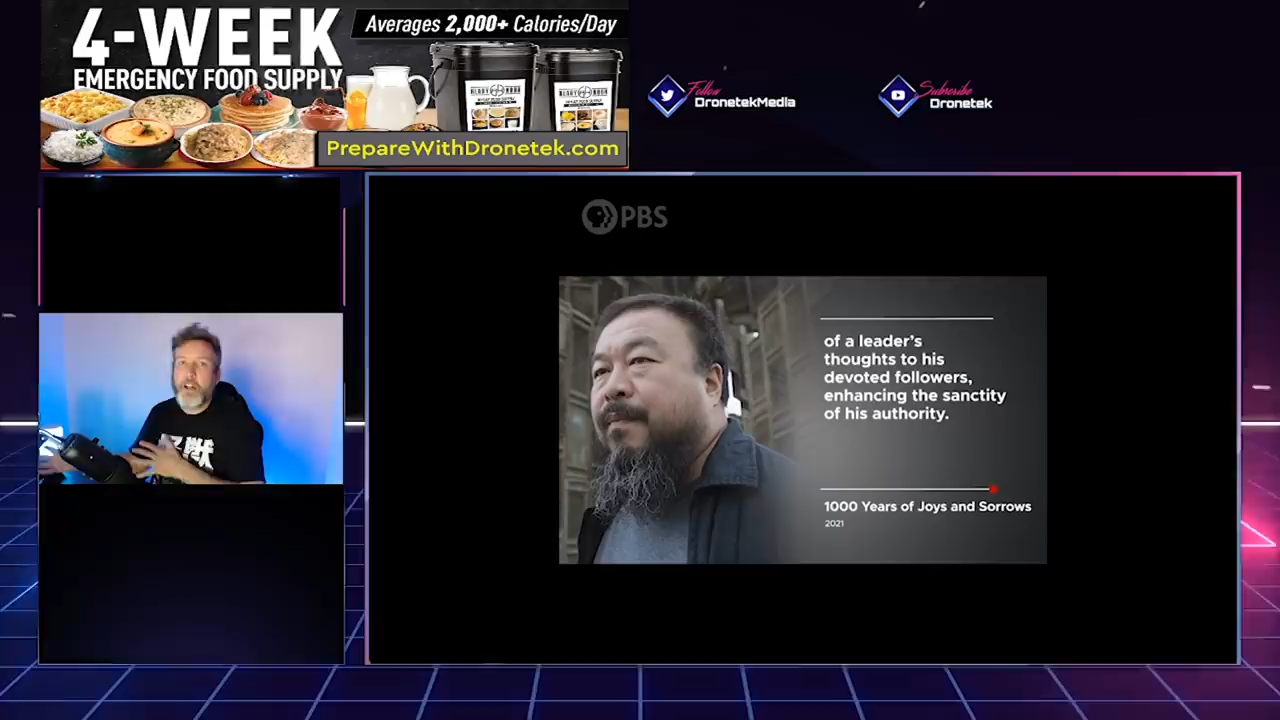 4-WEEK
EMERGENCY FOOD SUPPLY
Averages 2,000+ Calories/Day
PrepareWithDronetek.com
Follow
DronetekMedia
Subscribe
Dronetek
PBS
of a leader's
thoughts to his
devoted followers,
enhancing the sanctity
of his authority.
1000 Years of Joys and Sorrows
2021